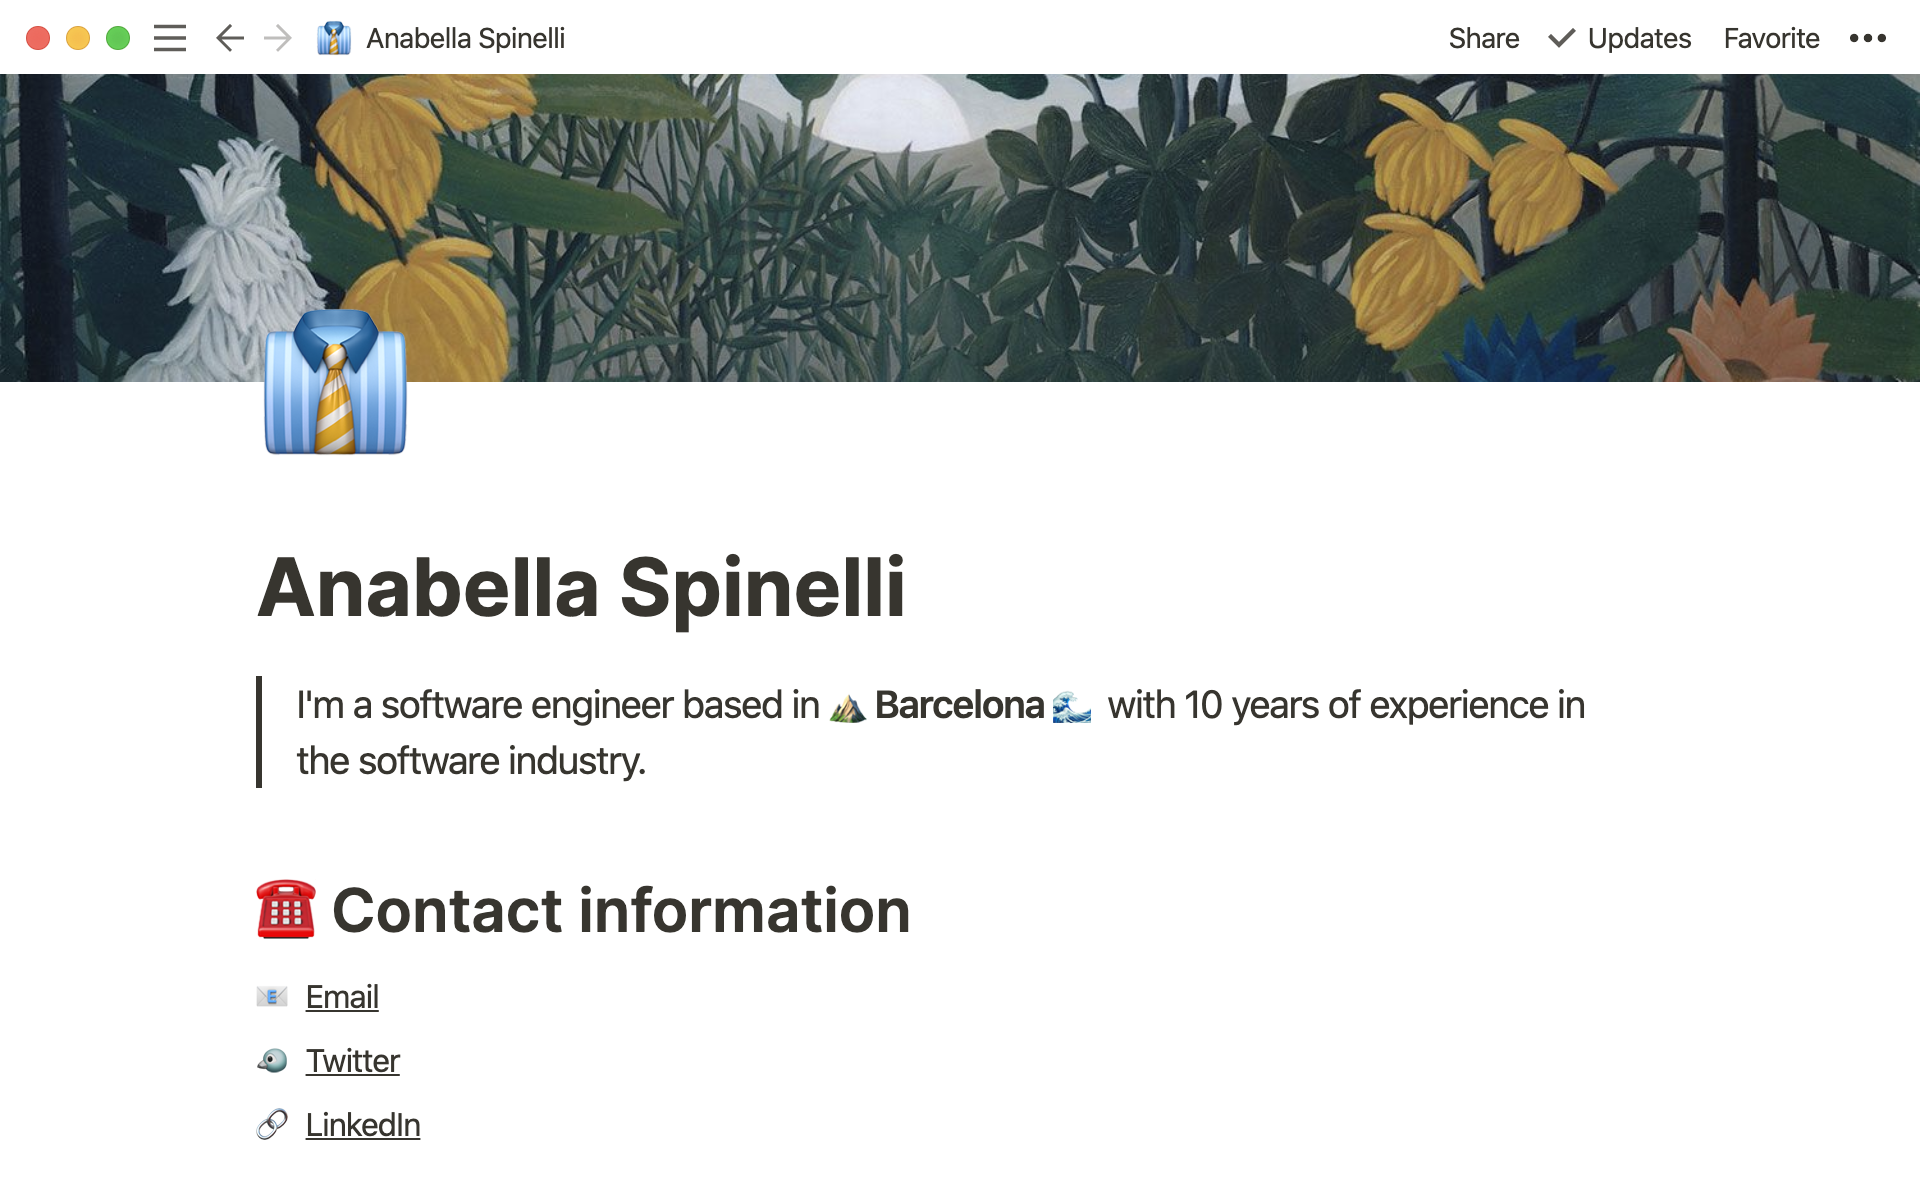 Anabella Spinelli
Share Updates Favorite
Anabella Spinelli
I'm a software engineer based in Barcelona with 10 years of experience in
the software industry.
Contact information
Email
Twitter
LinkedIn